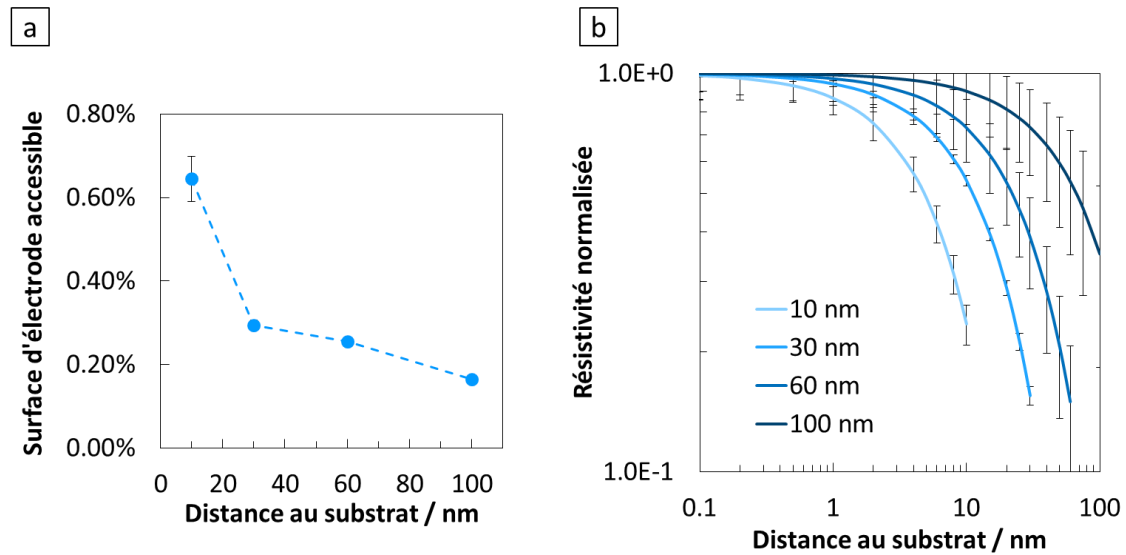 a
Surface d'électrode accessible
0.80%
0.60%
0.40%
0.20%
0.00%
0 20 40 60 80 100
Distance au substrat / nm
b
Résistivité normalisée
1.0E+0
1.0E-1
10 nm
30 nm
60 nm
100 nm
0.1 1 10 100
Distance au substrat / nm